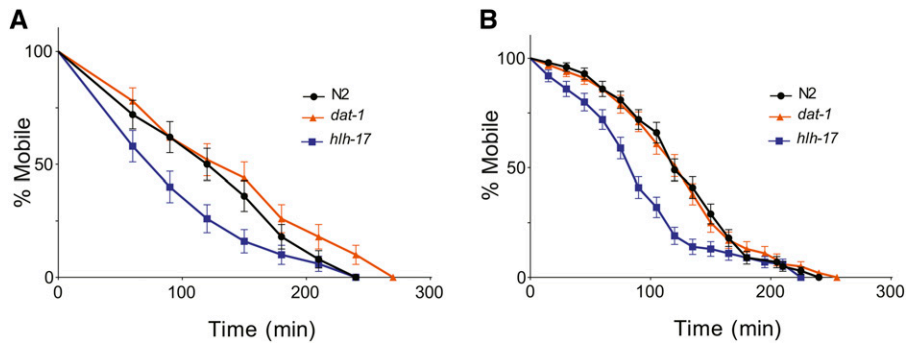 A
100
50
0
% Mobile
N2
dat-1
hlh-17
0 100 200 300
Time (min)
B
100
50
0
% Mobile
N2
dat-1
hlh-17
0 100 200 300
Time (min)